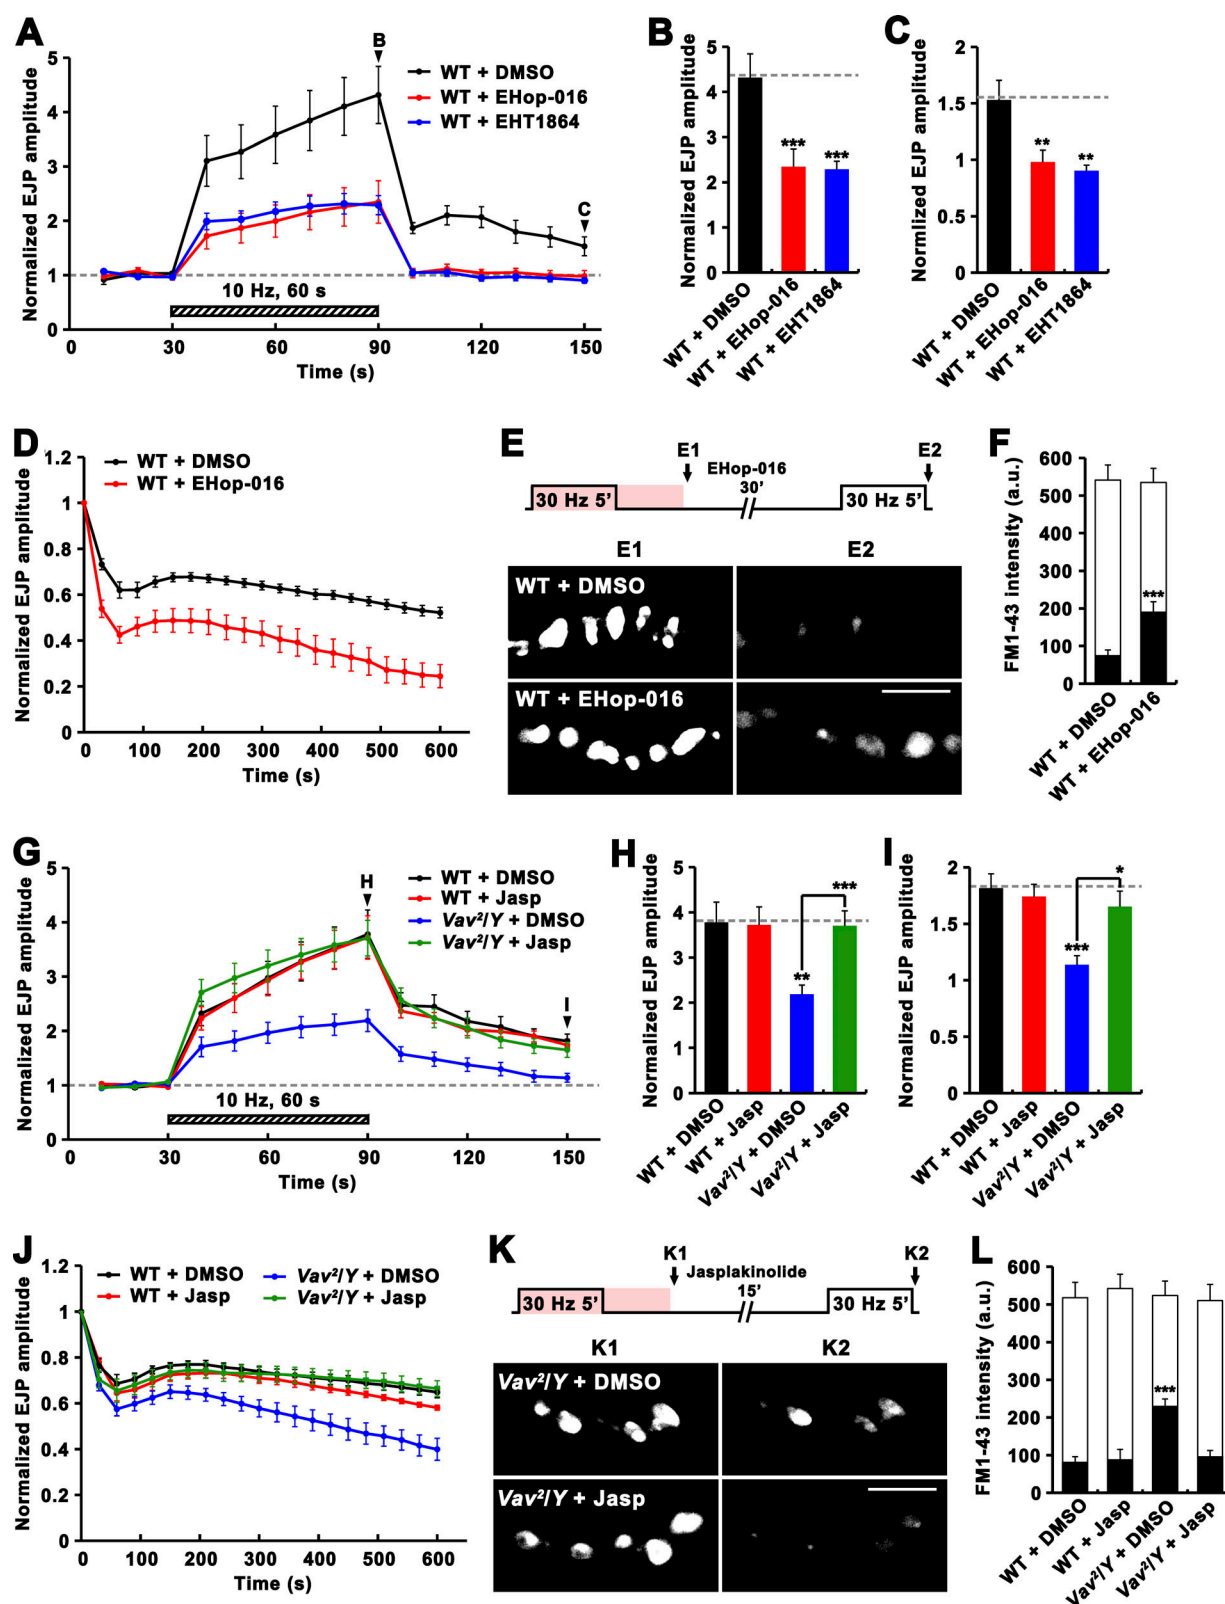 A
Normalized EJP amplitude
5
4
3
2
1
0
B
C
WT + DMSO
WT + EHop-016
WT + EHT1864
10 Hz, 60 s
0 30 60 90 120 150
Time (s)
B
Normalized EJP amplitude
5
4
3
2
1
0
*** ***
WT + DMSO
WT + EHop-016
WT + EHT1864
C
Normlized EJP amplitude
2
1.5
1
0.5
0
** **
WT + DMSO
WT + EHop-016
WT + EHT1864
D
Normalized EJP amplitude
1.2
1
0.8
0.6
0.4
0.2
0
WT + DMSO
WT + EHop-016
0 100 200 300 400 500 600
Time (s)
E
E1
EHop-016
30’
E2
30 Hz 5’
30 Hz 5’
E1 E2
WT + DMSO
WT + EHop-016
F
FM1-43 intensity (a.u.)
600
500
400
300
200
100
0
***
WT + DMSO
WT + EHop-016
G
Normalized EJP amplitude
5
4
3
2
1
0
H
I
WT + DMSO
WT + Jasp
Vav²/Y + DMSO
Vav²/Y + Jasp
10 Hz, 60 s
0 30 60 90 120 150
Time (s)
H
Normalized EJP amplitude
5
4
3
2
1
0
***
**
WT + DMSO
WT + Jasp
Vav²/Y + DMSO
Vav²/Y + Jasp
I
Normalized EJP amplitude
2
1.5
1
0.5
0
*
***
WT + DMSO
WT + Jasp
Vav²/Y + DMSO
Vav²/Y + Jasp
J
Normalized EJP amplitude
1.2
1
0.8
0.6
0.4
0.2
0
WT + DMSO
WT + Jasp
Vav²/Y + DMSO
Vav²/Y + Jasp
0 100 200 300 400 500 600
Time (s)
K
K1
Jasplakinolide
15’
K2
30 Hz 5’
30 Hz 5’
K1 K2
Vav²/Y + DMSO
Vav²/Y + Jasp
L
FM1-43 intensity (a.u.)
600
500
400
300
200
100
0
***
WT + DMSO
WT + Jasp
Vav²/Y + DMSO
Vav²/Y + Jasp